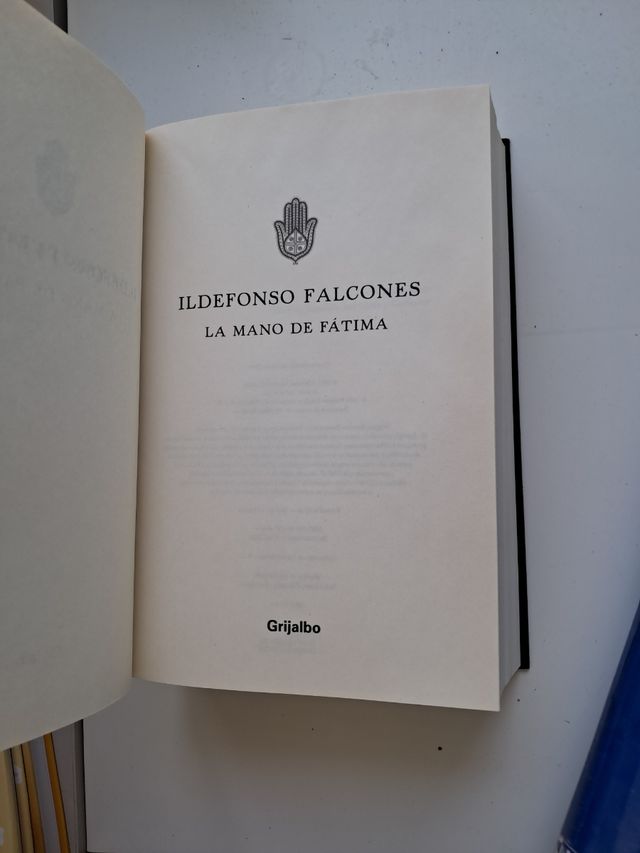 ILDEFONSO FALCONES
LA MANO DE FÁTIMA
Grijalbo